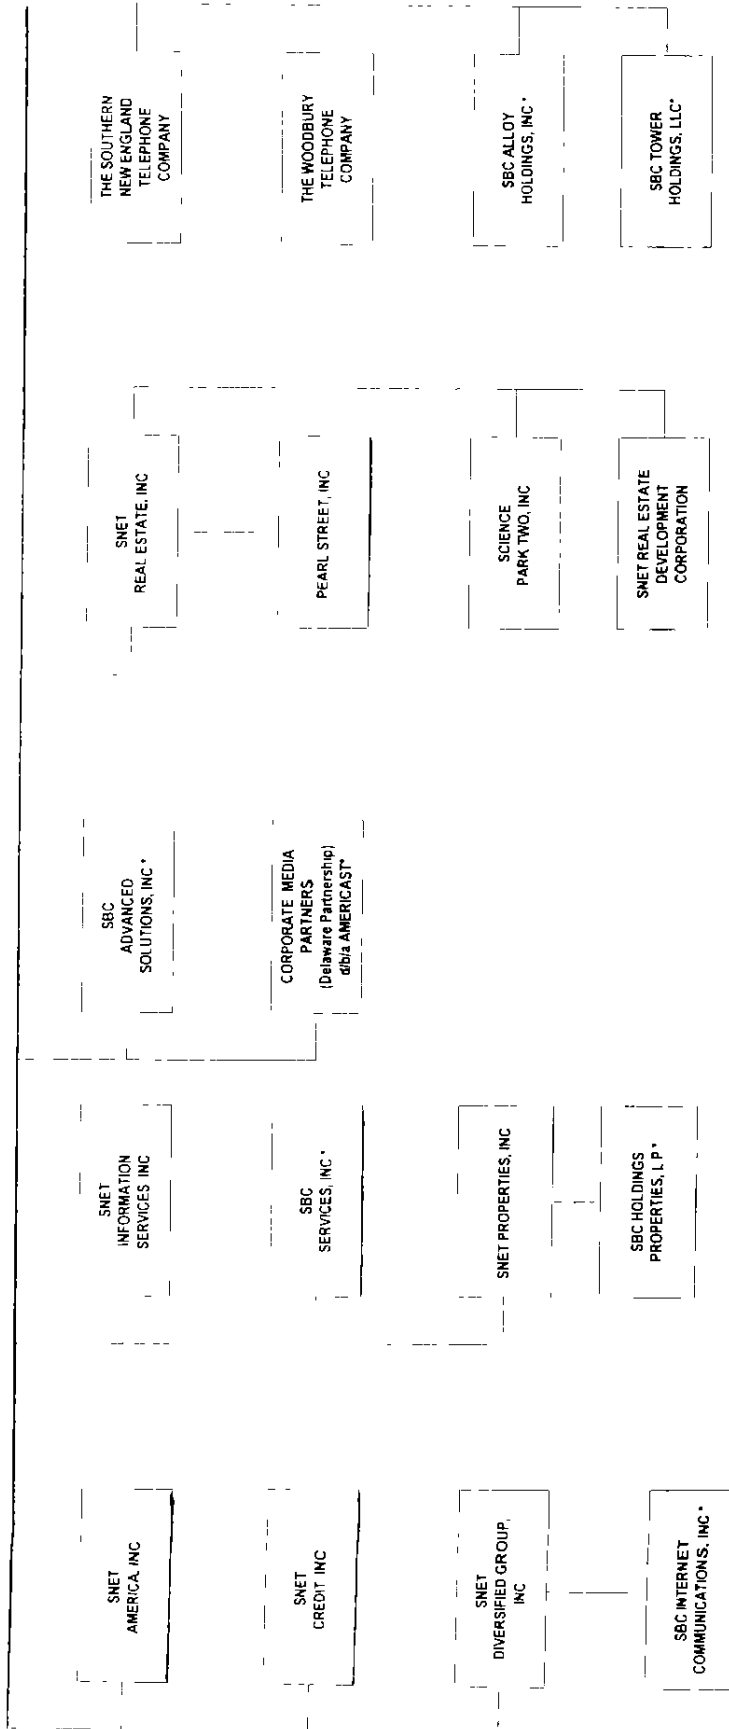 SNET
AMERICA, INC
SNET
CREDIT INC
SNET
DIVERSIFIED GROUP,
INC
SBC INTERNET
COMMUNICATIONS, INC*
SNET
INFORMATION
SERVICES INC
SBC
SERVICES, INC*
SNET PROPERTIES, INC
SBC HOLDINGS
PROPERTIES, L P*
SBC
ADVANCED
SOLUTIONS, INC*
CORPORATE MEDIA
PARTNERS
(Delaware Partnership)
d/b/a AMERICAST*
SNET
REAL ESTATE, INC
PEARL STREET, INC
SCIENCE
PARK TWO, INC
SNET REAL ESTATE
DEVELOPMENT
CORPORATION
THE SOUTHERN
NEW ENGLAND
TELEPHONE
COMPANY
THE WOODBURY
TELEPHONE
COMPANY
SBC ALLOY
HOLDINGS, INC*
SBC TOWER
HOLDINGS, LLC*